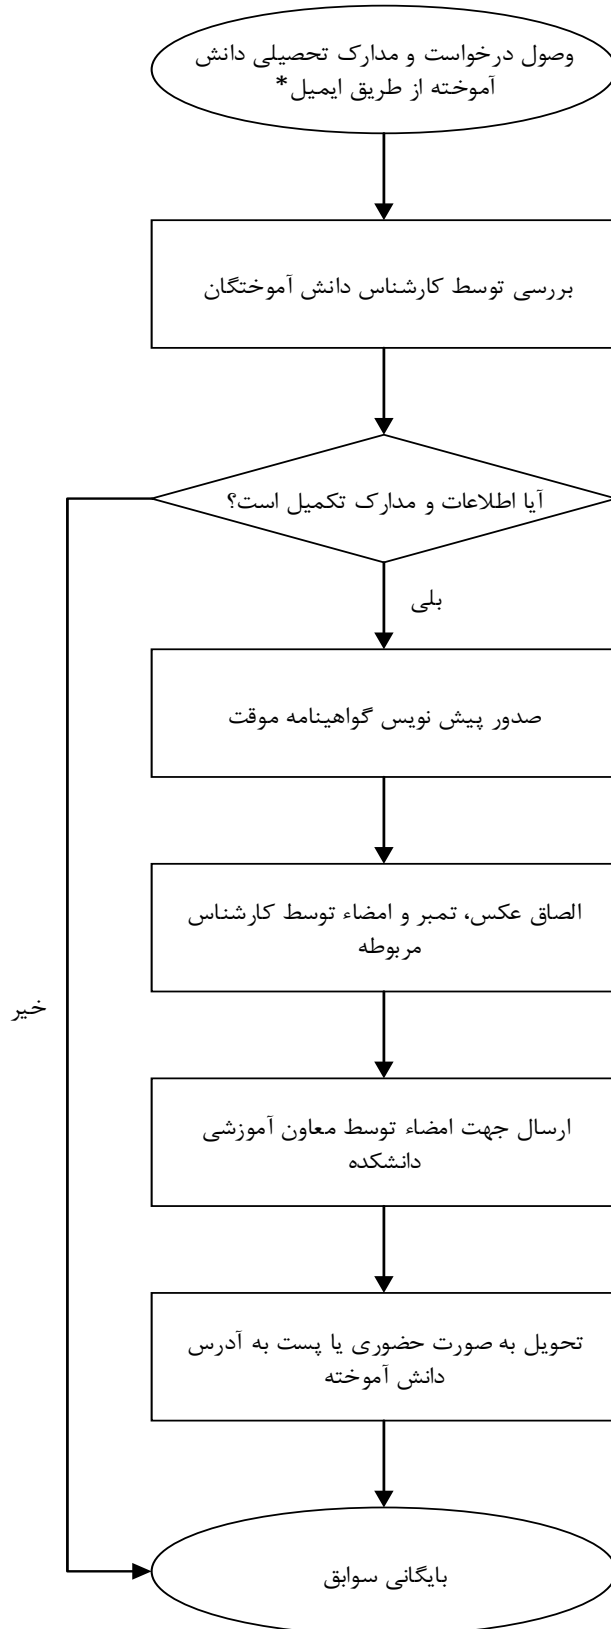 وصول درخواست و مدارک تحصیلی دانش
آموخته از طریق ایمیل*
بررسی توسط کارشناس دانش آموختگان
آیا اطلاعات و مدارک تکمیل است؟
بلی
صدور پیش نویس گواهینامه موقت
الصاق عکس، تمبر و امضاء توسط کارشناس
مربوطه
خیر
ارسال جهت امضاء توسط معاون آموزشی
دانشکده
تحویل به صورت حضوری یا پست به آدرس
دانش آموخته
بایگانی سوابق